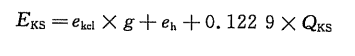 E_KS = e_kcl × g + e_h + 0.122 9 × Q_KS